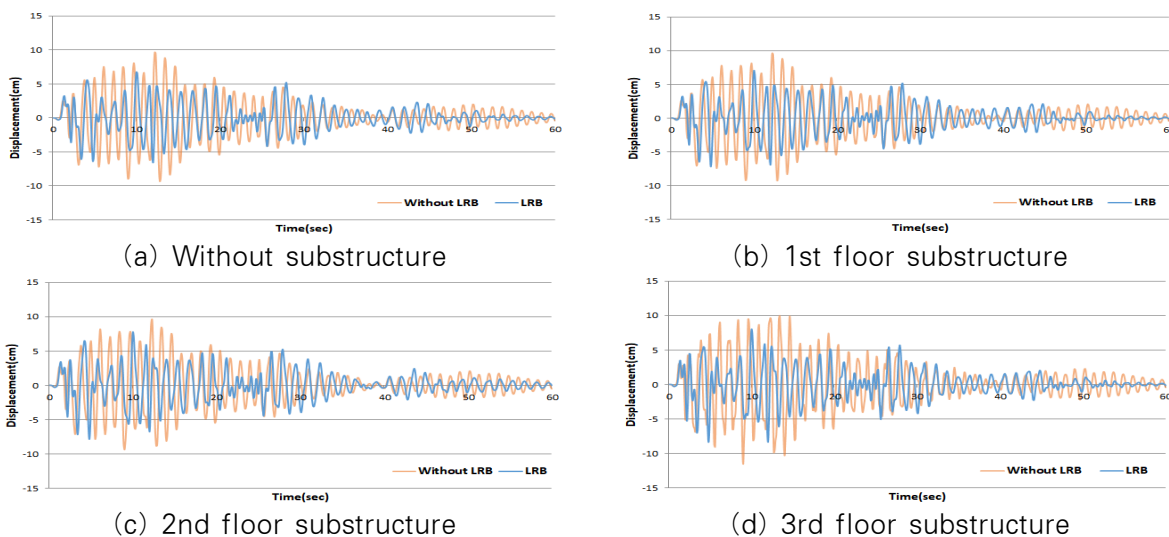 15
10
5
0
-5
-10
-15
Displacement(cm)
0
10
20
30
40
50
60
Without LRB
LRB
Time(sec)
(a) Without substructure
15
10
5
0
-5
-10
-15
Displacement(cm)
0
10
20
30
40
50
60
Without LRB
LRB
Time(sec)
(b) 1st floor substructure
15
10
5
0
-5
-10
-15
Displacement(cm)
0
10
20
30
40
50
60
Without LRB
LRB
Time(sec)
(c) 2nd floor substructure
15
10
5
0
-5
-10
-15
Displacement(cm)
0
10
20
30
40
50
60
Without LRB
LRB
Time(sec)
(d) 3rd floor substructure